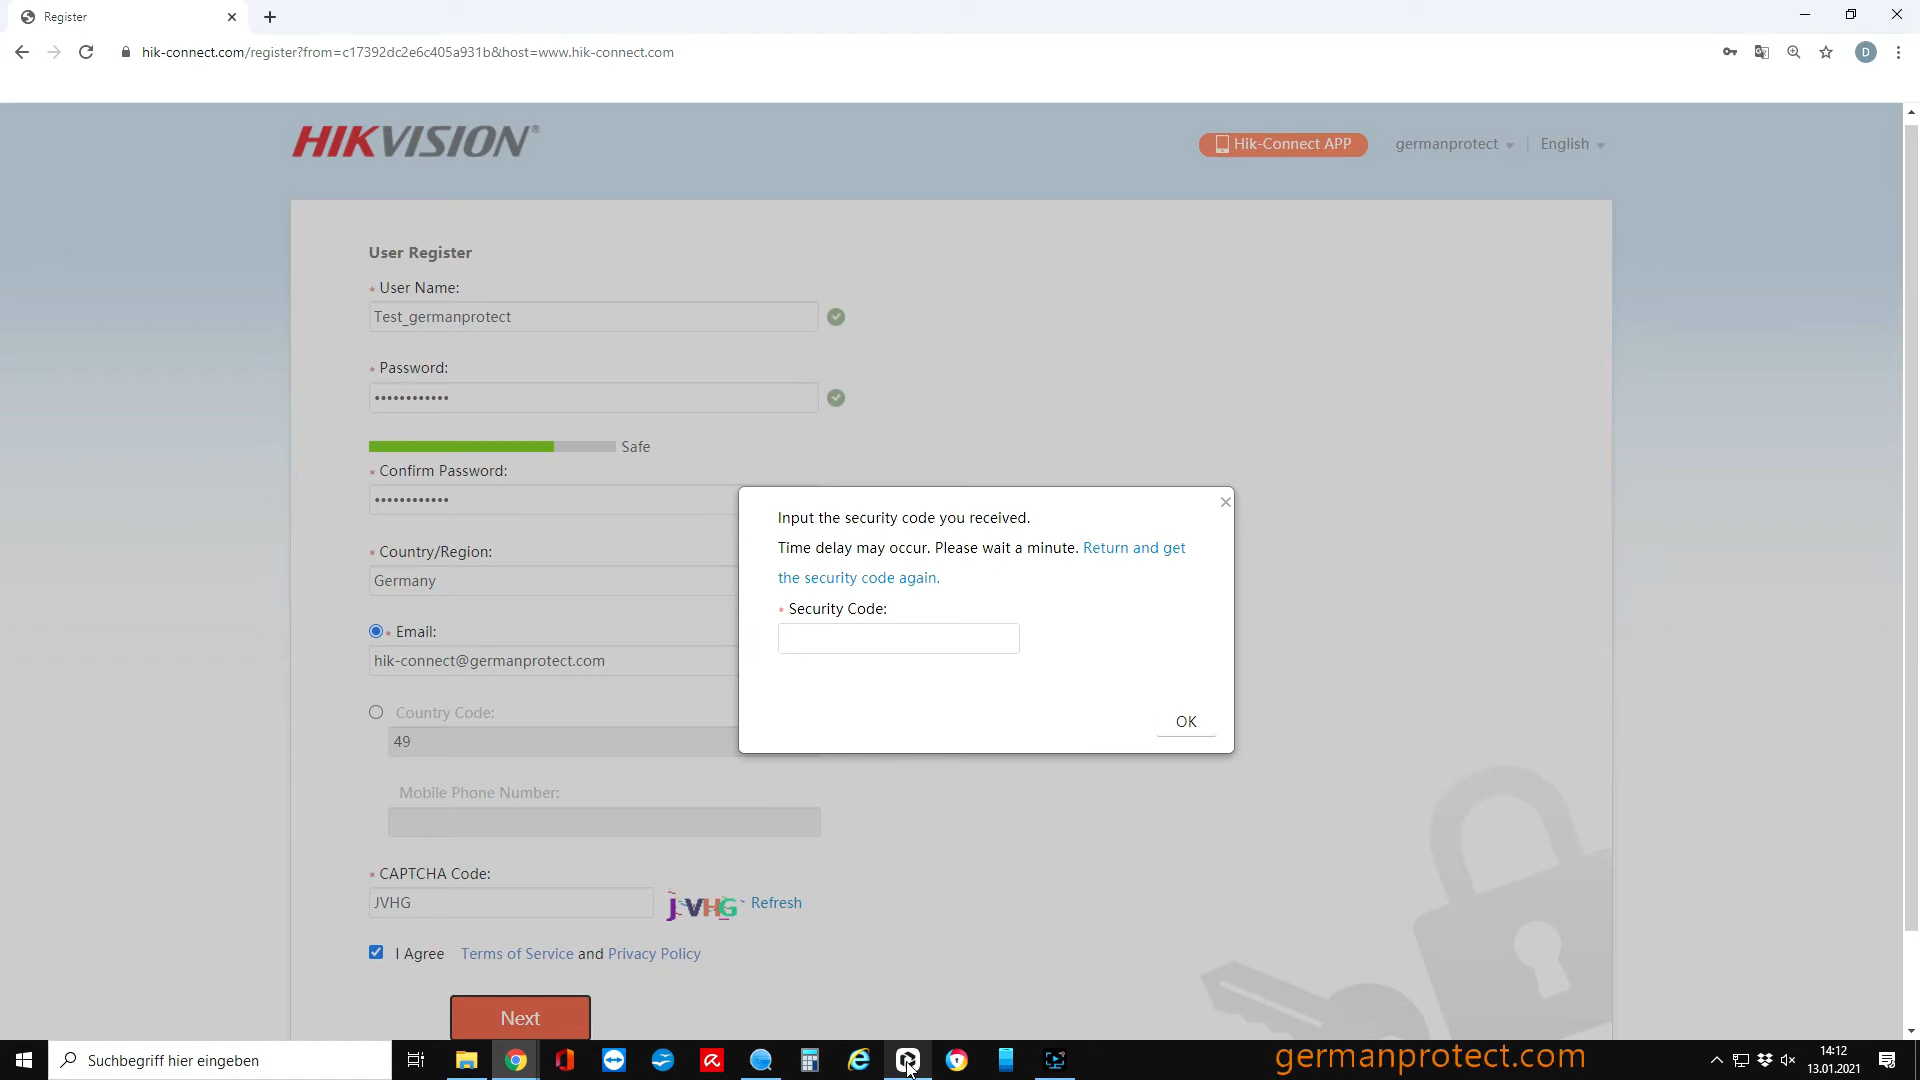 Register
hik-connect.com/register?from=c17392dc2e6c405a931b&host=www.hik-connect.com
D
HIKVISION®
Hik-Connect APP
germanprotect
English
User Register
* User Name:
Test_germanprotect
* Password:
••••••••••••
Safe
* Confirm Password:
••••••••••••
* Country/Region:
Germany
* Email:
hik-connect@germanprotect.com
Country Code:
49
Mobile Phone Number:
* CAPTCHA Code:
JVHG
JVHG
Refresh
I Agree Terms of Service and Privacy Policy
Next
Input the security code you received.
Time delay may occur. Please wait a minute. Return and get
the security code again.
* Security Code:
OK
Suchbegriff hier eingeben
germanprotect.com
14:12
13.01.2021